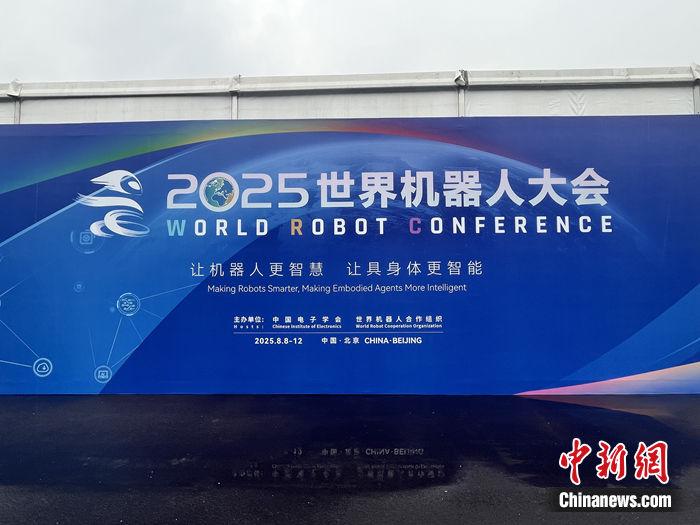 2025世界机器人大会
WORLD ROBOT CONFERENCE
让机器人更智慧 让具身体更智能
Making Robots Smarter, Making Embodied Agents More Intelligent
主办单位: 中国电子学会 世界机器人合作组织
Hosts: Chinese Institute of Electronics World Robot Cooperation Organization
2025.8.8-12 中国·北京 CHINA·BEIJING
中新网
Chinanews.com